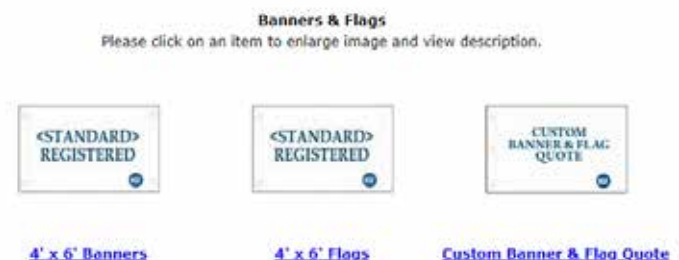 Banners & Flags
Please click on an item to enlarge image and view description.
<STANDARD>
REGISTERED
<STANDARD>
REGISTERED
CUSTOM
BANNER & FLAG
QUOTE
4' x 6' Banners
4' x 6' Flags
Custom Banner & Flag Quote